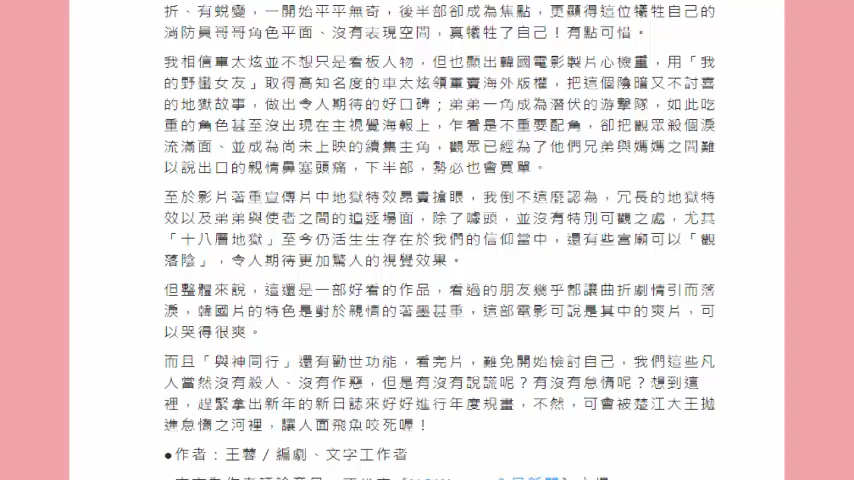 折、有蛻變，一開始平平無奇，後半部卻成為焦點，更顯得這位犧牲自己的
消防員哥哥角色平面、沒有表現空間，真犧牲了自己！有點可惜。
我相信車太炫並不想只是看板人物，但也顯出韓國電影製片心機重，用「我
的野蠻女友」取得高知名度的車太炫領軍賣海外版權，把這個陰暗又不討喜
的地獄故事，做出令人期待的好口碑；弟弟一角成為潛伏的游擊隊，如此吃
重的角色甚至沒出現在主視覺海報上，乍看是不重要配角，卻把觀眾殺個淚
流滿面、並成為尚未上映的續集主角，觀眾已經為了他們兄弟與媽媽之間難
以說出口的親情鼻塞頭痛，下半部，勢必也會買單。
至於影片著重宣傳片中地獄特效昂貴搶眼，我倒不這麼認為，冗長的地獄特
效以及弟弟與使者之間的追逐場面，除了噱頭，並沒有特別可觀之處，尤其
「十八層地獄」至今仍活生生存在於我們的信仰當中，還有些宮廟可以「觀
落陰」，令人期待更加驚人的視覺效果。
但整體來說，這還是一部好看的作品，看過的朋友幾乎都讓曲折劇情引而落
淚，韓國片的特色是對於親情的著墨甚重，這部電影可說是其中的爽片，可
以哭得很爽。
而且「與神同行」還有勸世功能，看完片，難免開始檢討自己，我們這些凡
人當然沒有殺人、沒有作惡，但是有沒有說謊呢？有沒有怠惰呢？想到這
裡，趕緊拿出新年的新日誌來好好進行年度規畫，不然，可會被楚江大王拋
進怠惰之河裡，讓人面飛魚咬死喔！
●作者：王蓉 / 編劇、文字工作者